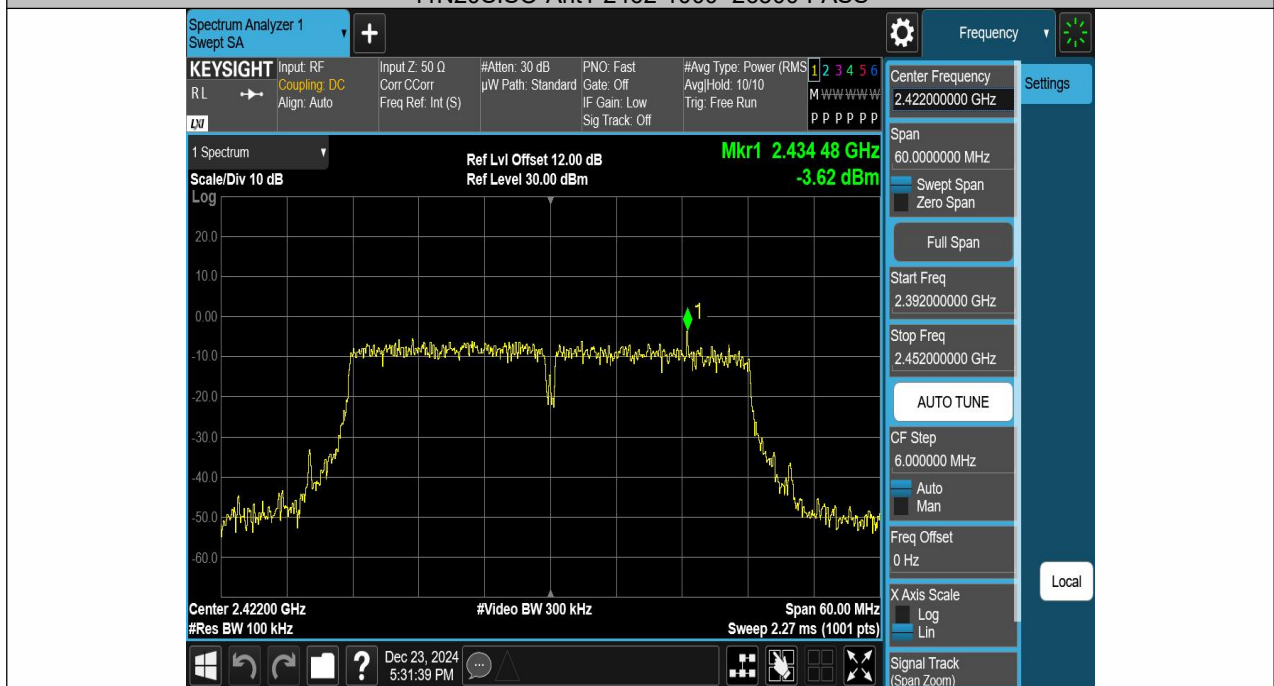 Spectrum Analyzer 1
Swept SA
+
Frequency
KEYSIGHT
RL
LXI
Input: RF
Coupling: DC
Align: Auto
Input Z: 50 Ω
Corr CCorr
Freq Ref: Int (S)
#Atten: 30 dB
µW Path: Standard
PNO: Fast
Gate: Off
IF Gain: Low
Sig Track: Off
#Avg Type: Power (RMS
Avg|Hold: 10/10
Trig: Free Run
1 2 3 4 5 6
M W W W W W
P P P P P P
1 Spectrum
Scale/Div 10 dB
Log
Ref Lvl Offset 12.00 dB
Ref Level 30.00 dBm
Mkr1 2.434 48 GHz
-3.62 dBm
20.0
10.0
0.00
-10.0
-20.0
-30.0
-40.0
-50.0
-60.0
1
Center 2.42200 GHz
#Res BW 100 kHz
#Video BW 300 kHz
Span 60.00 MHz
Sweep 2.27 ms (1001 pts)
Center Frequency
2.422000000 GHz
Settings
Span
60.0000000 MHz
Swept Span
Zero Span
Full Span
Start Freq
2.392000000 GHz
Stop Freq
2.452000000 GHz
AUTO TUNE
CF Step
6.000000 MHz
Auto
Man
Freq Offset
0 Hz
X Axis Scale
Log
Lin
Signal Track
(Span Zoom)
Local
?
Dec 23, 2024
5:31:39 PM